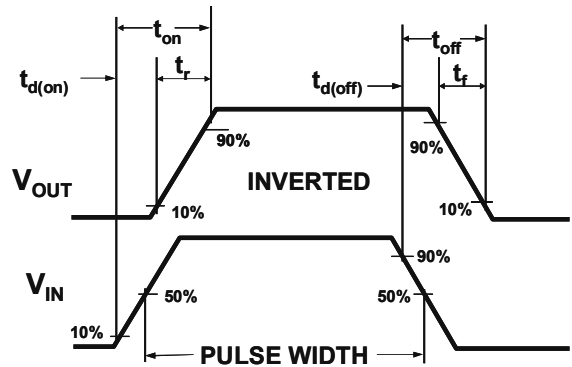 ton
toff
td(on)
tr
td(off)
tf
90%
90%
VOUT
INVERTED
10%
10%
VIN
90%
50%
50%
10%
PULSE WIDTH